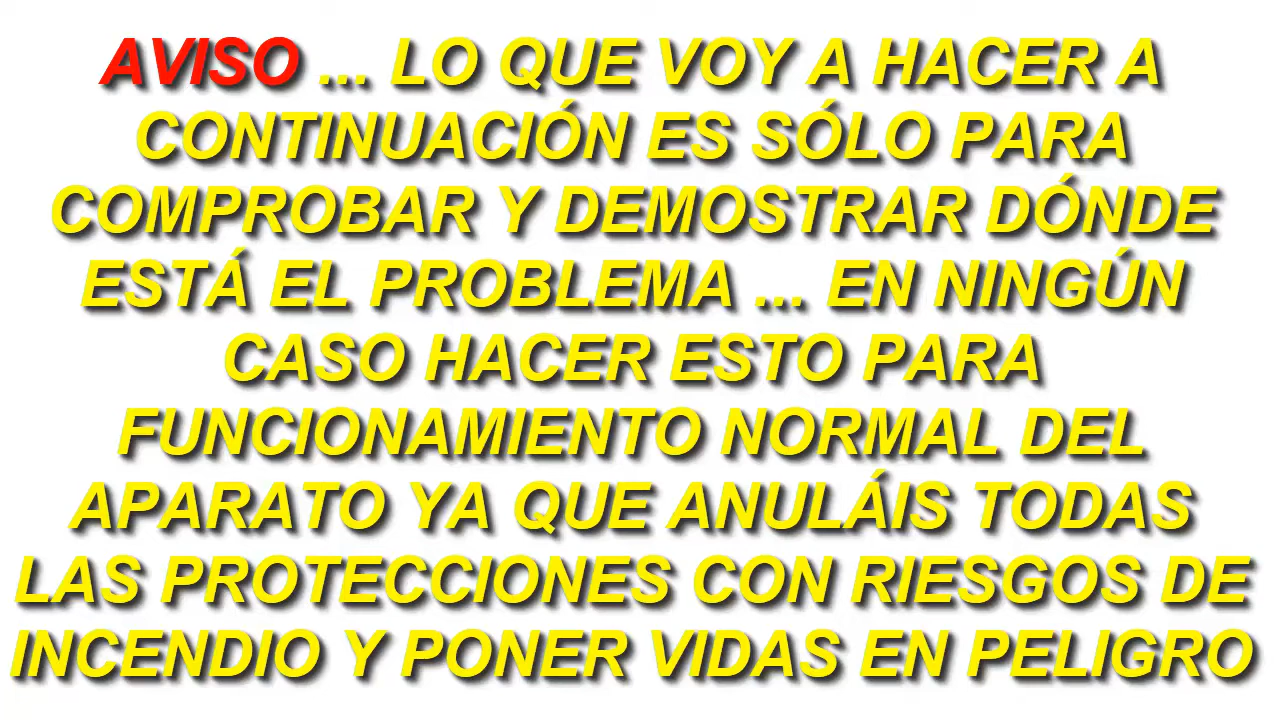 AVISO ... LO QUE VOY A HACER A
CONTINUACIÓN ES SÓLO PARA
COMPROBAR Y DEMOSTRAR DÓNDE
ESTÁ EL PROBLEMA ... EN NINGÚN
CASO HACER ESTO PARA
FUNCIONAMIENTO NORMAL DEL
APARATO YA QUE ANULÁIS TODAS
LAS PROTECCIONES CON RIESGOS DE
INCENDIO Y PONER VIDAS EN PELIGRO